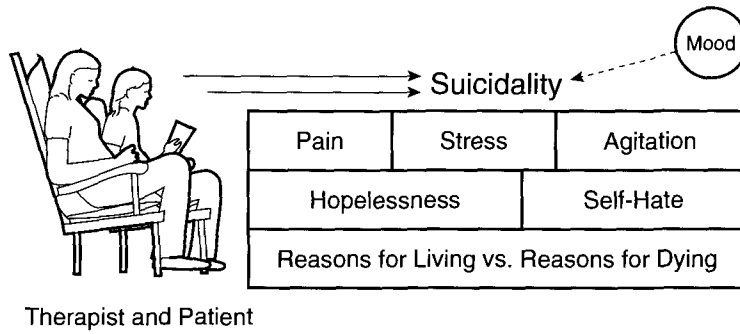 Mood
Suicidality
Pain Stress Agitation
Hopelessness Self-Hate
Reasons for Living vs. Reasons for Dying
Therapist and Patient